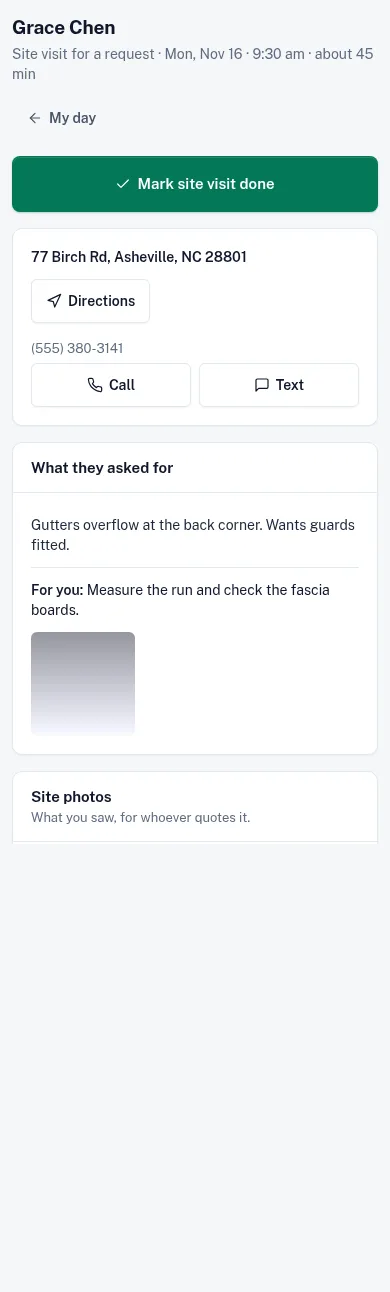 Grace Chen
Site visit for a request · Mon, Nov 16 · 9:30 am · about 45
min
My day
Mark site visit done
77 Birch Rd, Asheville, NC 28801
Directions
(555) 380-3141
Call
Text
What they asked for
Gutters overflow at the back corner. Wants guards
fitted.
For you: Measure the run and check the fascia
boards.
Site photos
What you saw, for whoever quotes it.